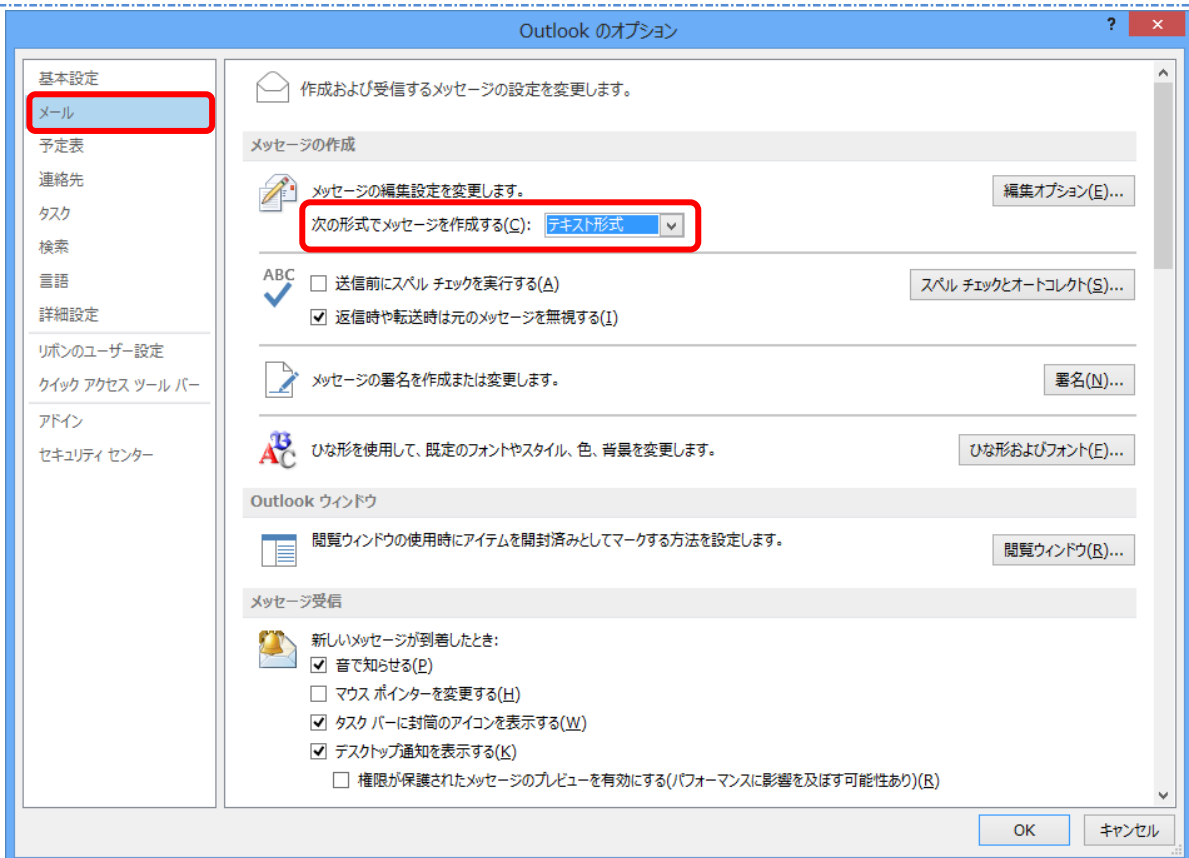 Outlook のオプション
?
基本設定
メール
予定表
連絡先
タスク
検索
言語
詳細設定
リボンのユーザー設定
クイック アクセス ツール バー
アドイン
セキュリティ センター
作成および受信するメッセージの設定を変更します。
メッセージの作成
メッセージの編集設定を変更します。
編集オプション(E)...
次の形式でメッセージを作成する(C): テキスト形式
ABC
送信前にスペル チェックを実行する(A)
スペル チェックとオートコレクト(S)...
返信時や転送時は元のメッセージを無視する(I)
メッセージの署名を作成または変更します。
署名(N)...
ひな形を使用して、既定のフォントやスタイル、色、背景を変更します。
ひな形およびフォント(F)...
Outlook ウィンドウ
閲覧ウィンドウの使用時にアイテムを開封済みとしてマークする方法を設定します。
閲覧ウィンドウ(R)...
メッセージ受信
新しいメッセージが到着したとき:
音で知らせる(P)
マウス ポインターを変更する(H)
タスク バーに封筒のアイコンを表示する(W)
デスクトップ通知を表示する(K)
権限が保護されたメッセージのプレビューを有効にする(パフォーマンスに影響を及ぼす可能性あり)(R)
OK
キャンセル